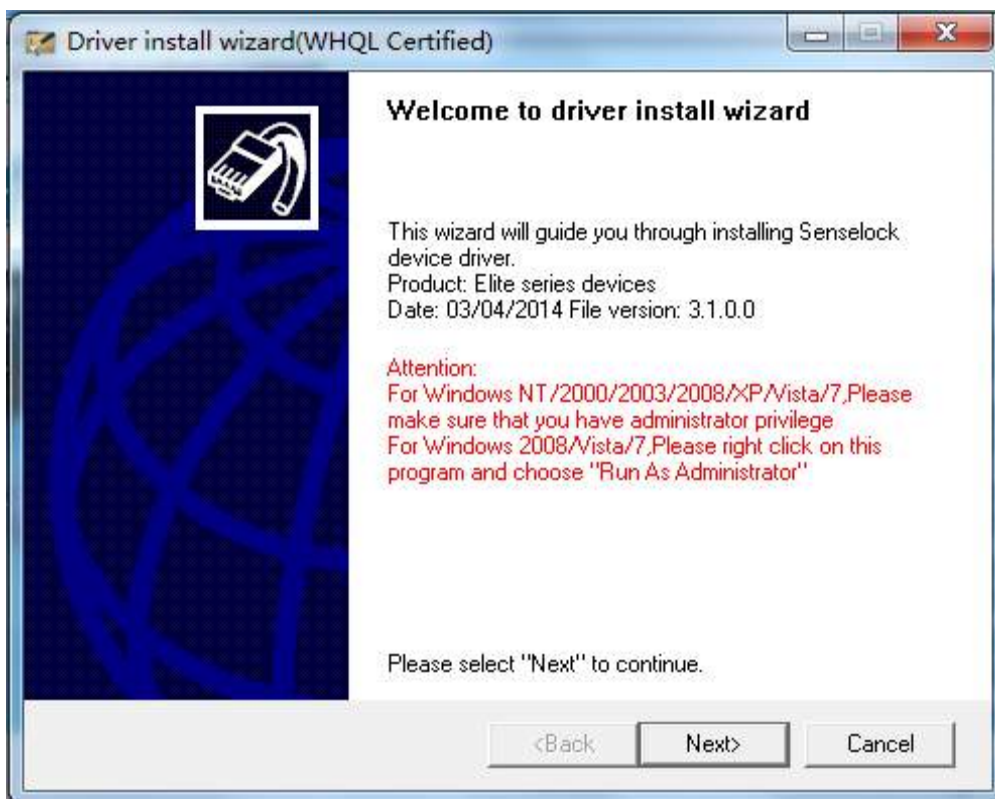 Driver install wizard(WHQL Certified)
Welcome to driver install wizard
This wizard will guide you through installing Senselock
device driver.
Product: Elite series devices
Date: 03/04/2014 File version: 3.1.0.0
Attention:
For Windows NT/2000/2003/2008/XP/Vista/7,Please
make sure that you have administrator privilege
For Windows 2008/Vista/7,Please right click on this
program and choose "Run As Administrator"
Please select "Next" to continue.
<Back Next> Cancel